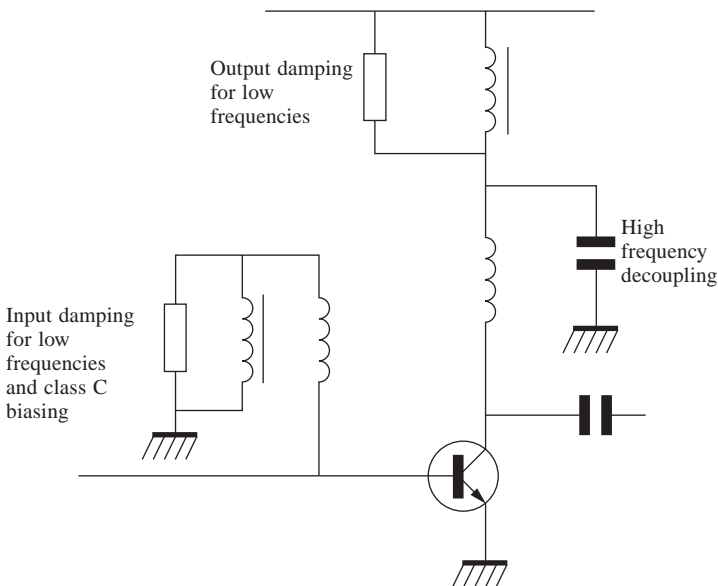 Output damping
for low
frequencies
High
frequency
decoupling
Input damping
for low
frequencies
and class C
biasing